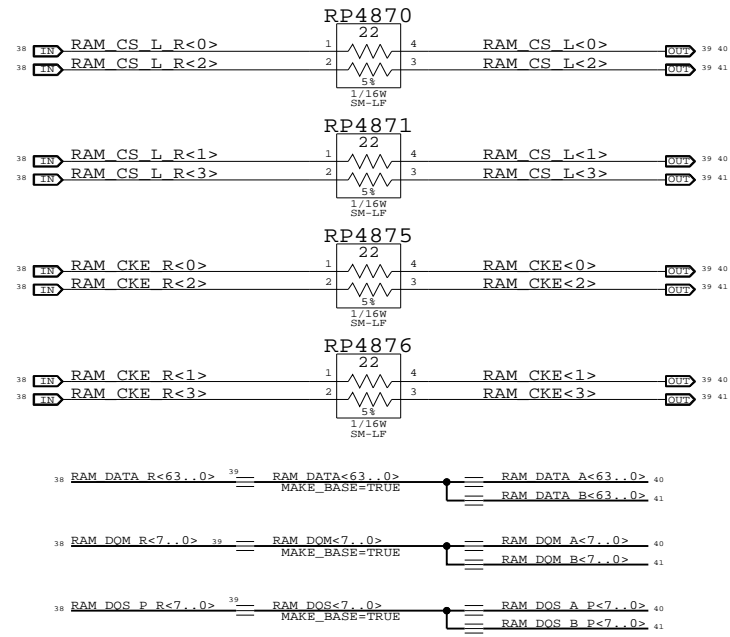 RP4870
22
38 IN RAM_CS_L_R<0> 1 4 RAM_CS_L<0> OUT 39 40
38 IN RAM_CS_L_R<2> 2 3 RAM_CS_L<2> OUT 39 41
5%
1/16W
SM-LF
RP4871
22
38 IN RAM_CS_L_R<1> 1 4 RAM_CS_L<1> OUT 39 40
38 IN RAM_CS_L_R<3> 2 3 RAM_CS_L<3> OUT 39 41
5%
1/16W
SM-LF
RP4875
22
38 IN RAM_CKE_R<0> 1 4 RAM_CKE<0> OUT 39 40
38 IN RAM_CKE_R<2> 2 3 RAM_CKE<2> OUT 39 41
5%
1/16W
SM-LF
RP4876
22
38 IN RAM_CKE_R<1> 1 4 RAM_CKE<1> OUT 39 40
38 IN RAM_CKE_R<3> 2 3 RAM_CKE<3> OUT 39 41
5%
1/16W
SM-LF
38 RAM_DATA_R<63..0> 39 RAM_DATA<63..0> RAM_DATA_A<63..0> 40
MAKE_BASE=TRUE
RAM_DATA_B<63..0> 41
38 RAM_DQM_R<7..0> 39 RAM_DQM<7..0> RAM_DQM_A<7..0> 40
MAKE_BASE=TRUE
RAM_DQM_B<7..0> 41
38 RAM_DQS_P_R<7..0> 39 RAM_DQS<7..0> RAM_DQS_A_P<7..0> 40
MAKE_BASE=TRUE
RAM_DQS_B_P<7..0> 41